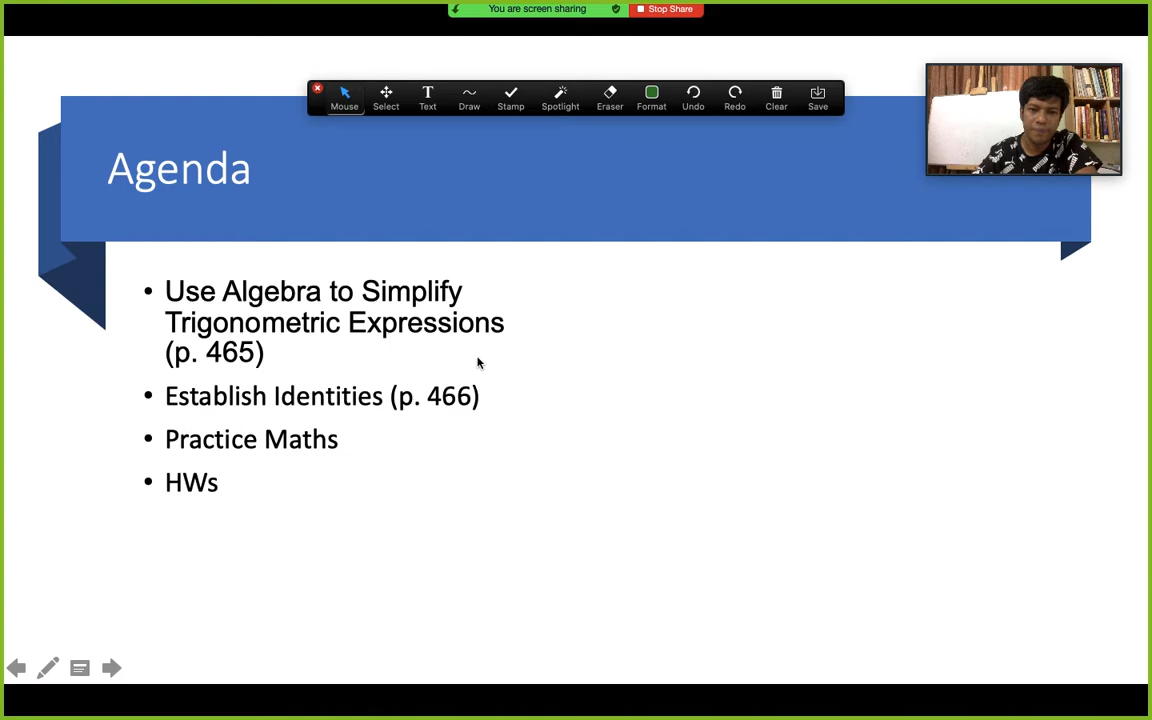 You are screen sharing
Stop Share
Mouse
Select
Text
Draw
Stamp
Spotlight
Eraser
Format
Undo
Redo
Clear
Save
Agenda
• Use Algebra to Simplify
Trigonometric Expressions
(p. 465)
• Establish Identities (p. 466)
• Practice Maths
• HWs